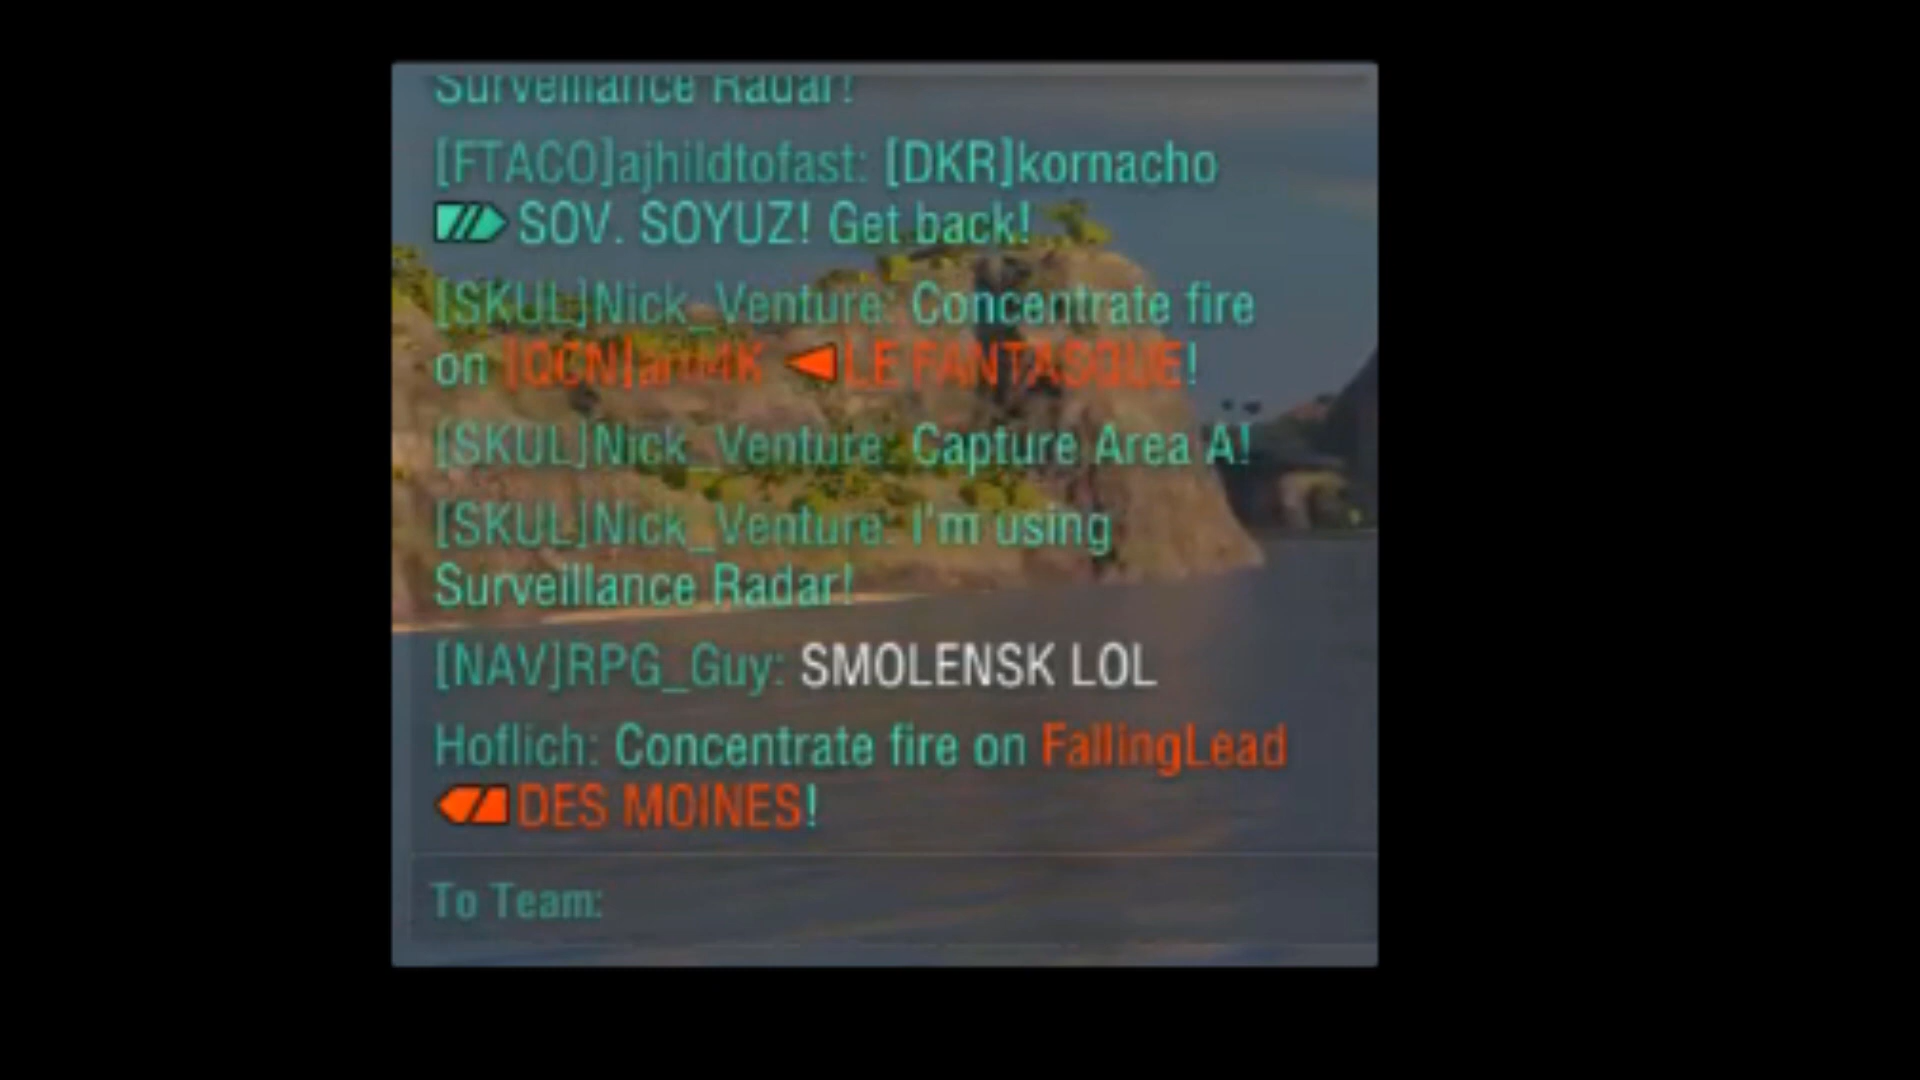 Surveillance Radar!
[FTACO]ajhildtofast: [DKR]kornacho
SOV. SOYUZ! Get back!
[SKUL]Nick_Venture: Concentrate fire
on LE FANTASQUE!
[SKUL]Nick_Venture: Capture Area A!
[SKUL]Nick_Venture: I'm using
Surveillance Radar!
[NAV]RPG_Guy: SMOLENSK LOL
Hoflich: Concentrate fire on FallingLead
DES MOINES!
To Team: